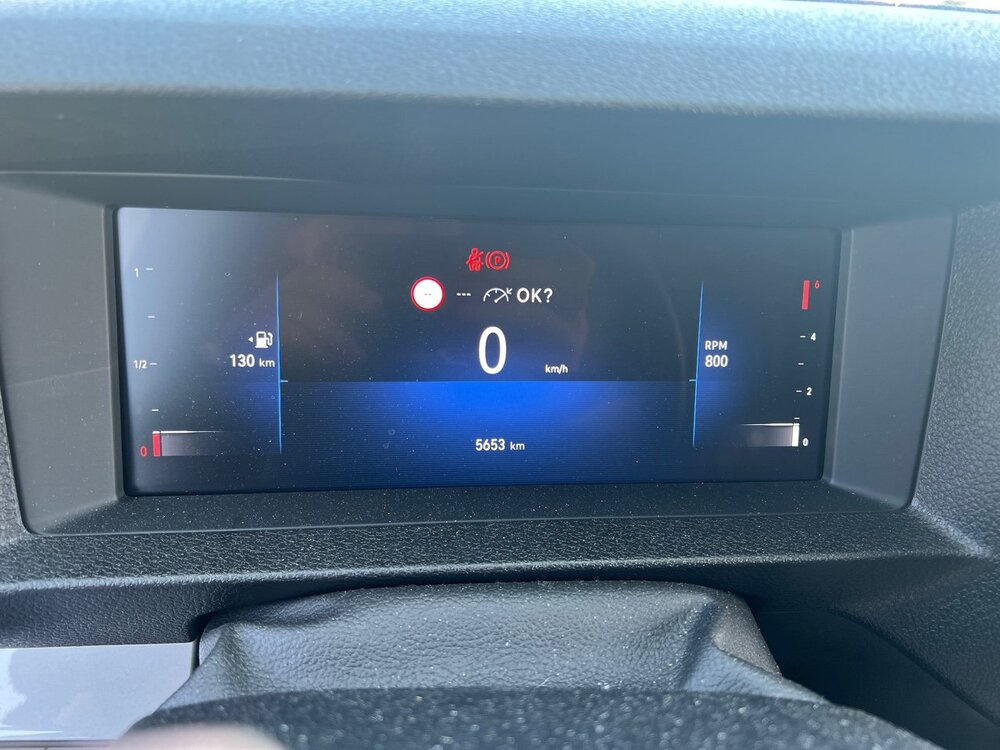 1
(P)
-- --- OK?
6
0
km/h
RPM
800
4
1/2
130 km
2
5653 km
0
0